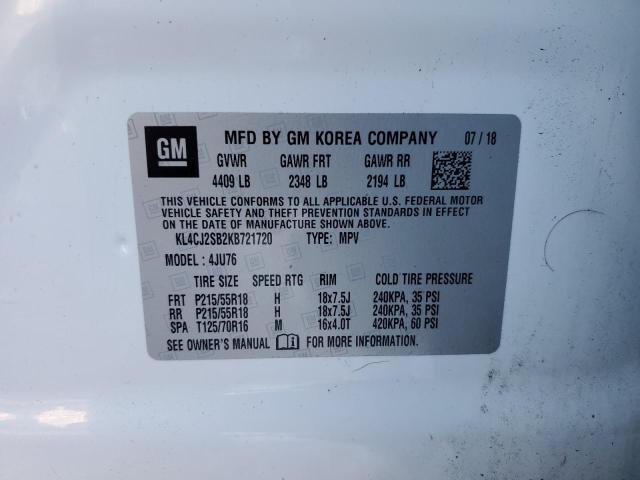 GM
MFD BY GM KOREA COMPANY 07 / 18
GVWR GAWR FRT GAWR RR
4409 LB 2348 LB 2194 LB
THIS VEHICLE CONFORMS TO ALL APPLICABLE U.S. FEDERAL MOTOR
VEHICLE SAFETY AND THEFT PREVENTION STANDARDS IN EFFECT
ON THE DATE OF MANUFACTURE SHOWN ABOVE.
KL4CJ2SB2KB721720 TYPE: MPV
MODEL : 4JU76
TIRE SIZE SPEED RTG RIM COLD TIRE PRESSURE
FRT P215/55R18 H 18x7.5J 240KPA, 35 PSI
RR P215/55R18 H 18x7.5J 240KPA, 35 PSI
SPA T125/70R16 M 16x4.0T 420KPA, 60 PSI
SEE OWNER'S MANUAL FOR MORE INFORMATION.